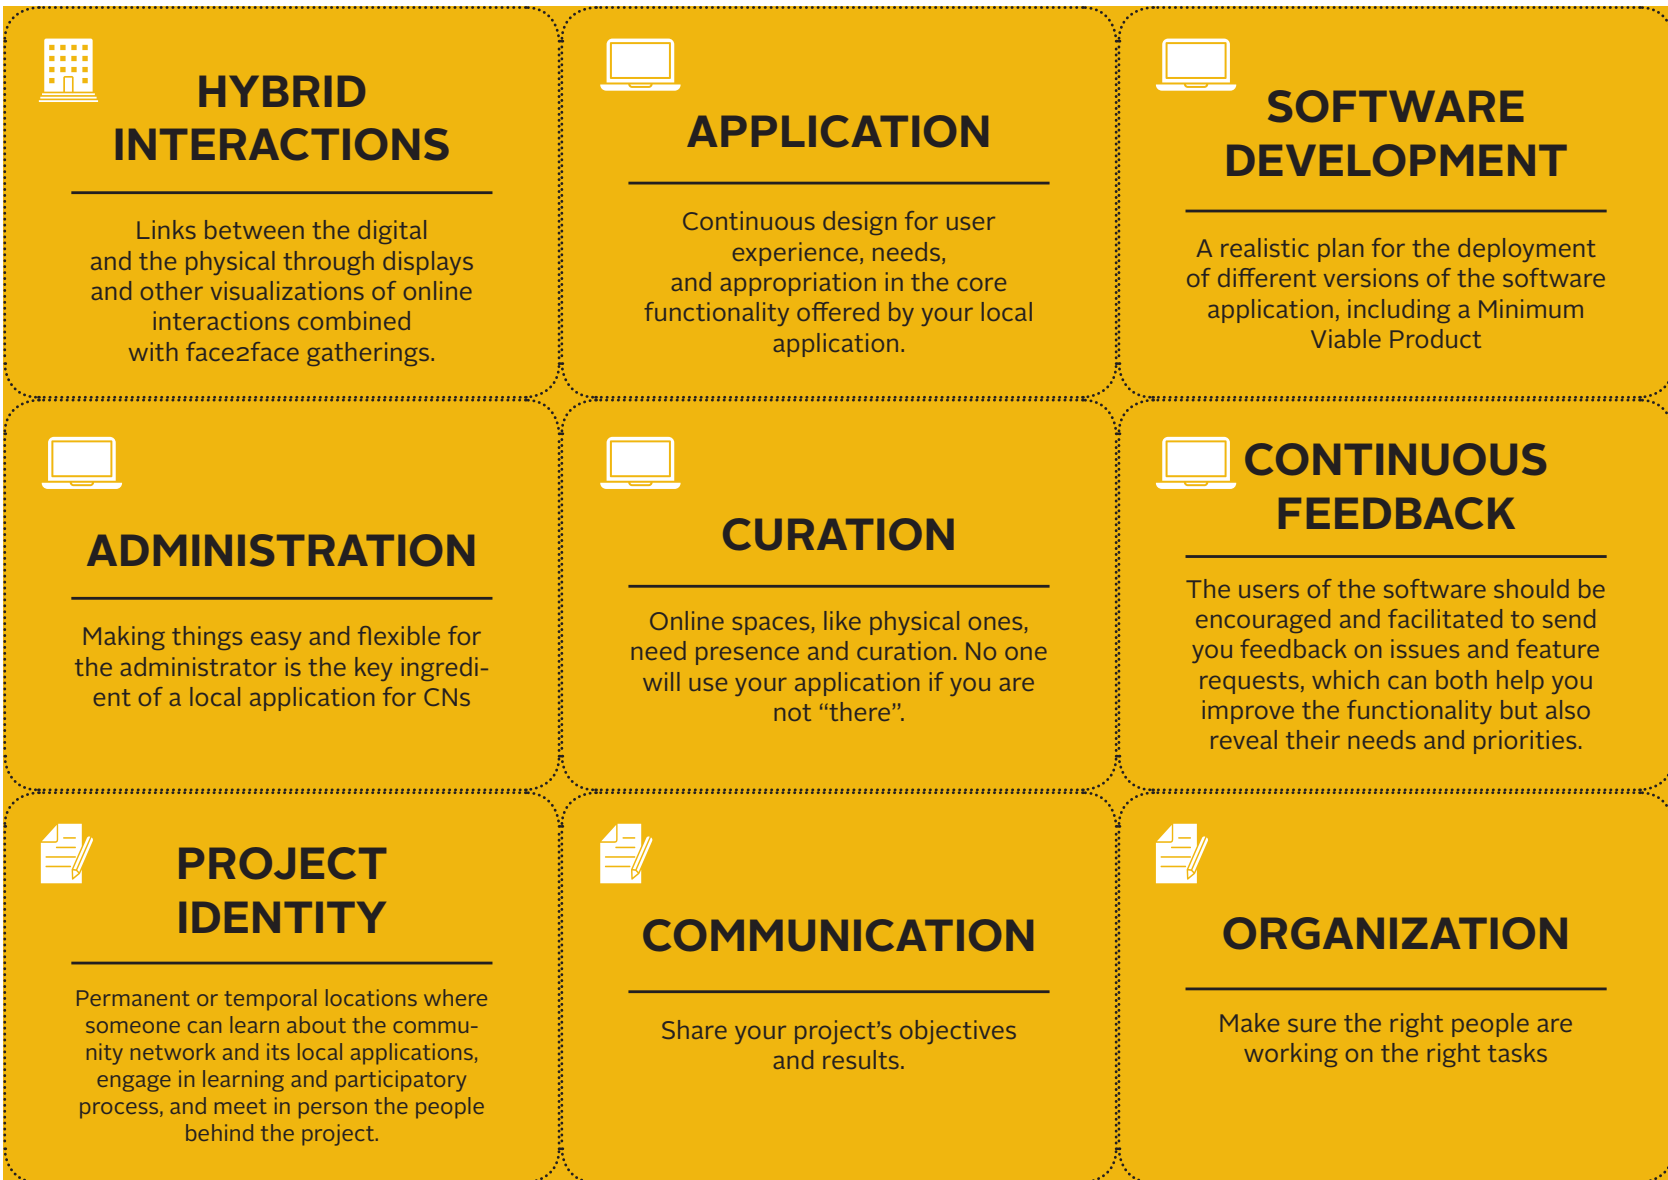 HYBRID
INTERACTIONS
Links between the digital
and the physical through displays
and other visualizations of online
interactions combined
with face2face gatherings.
APPLICATION
Continuous design for user
experience, needs,
and appropriation in the core
functionality offered by your local
application.
SOFTWARE
DEVELOPMENT
A realistic plan for the deployment
of different versions of the software
application, including a Minimum
Viable Product
ADMINISTRATION
Making things easy and flexible for
the administrator is the key ingredi-
ent of a local application for CNs
CURATION
Online spaces, like physical ones,
need presence and curation. No one
will use your application if you are
not “there”.
CONTINUOUS
FEEDBACK
The users of the software should be
encouraged and facilitated to send
you feedback on issues and feature
requests, which can both help you
improve the functionality but also
reveal their needs and priorities.
PROJECT
IDENTITY
Permanent or temporal locations where
someone can learn about the commu-
nity network and its local applications,
engage in learning and participatory
process, and meet in person the people
behind the project.
COMMUNICATION
Share your project’s objectives
and results.
ORGANIZATION
Make sure the right people are
working on the right tasks